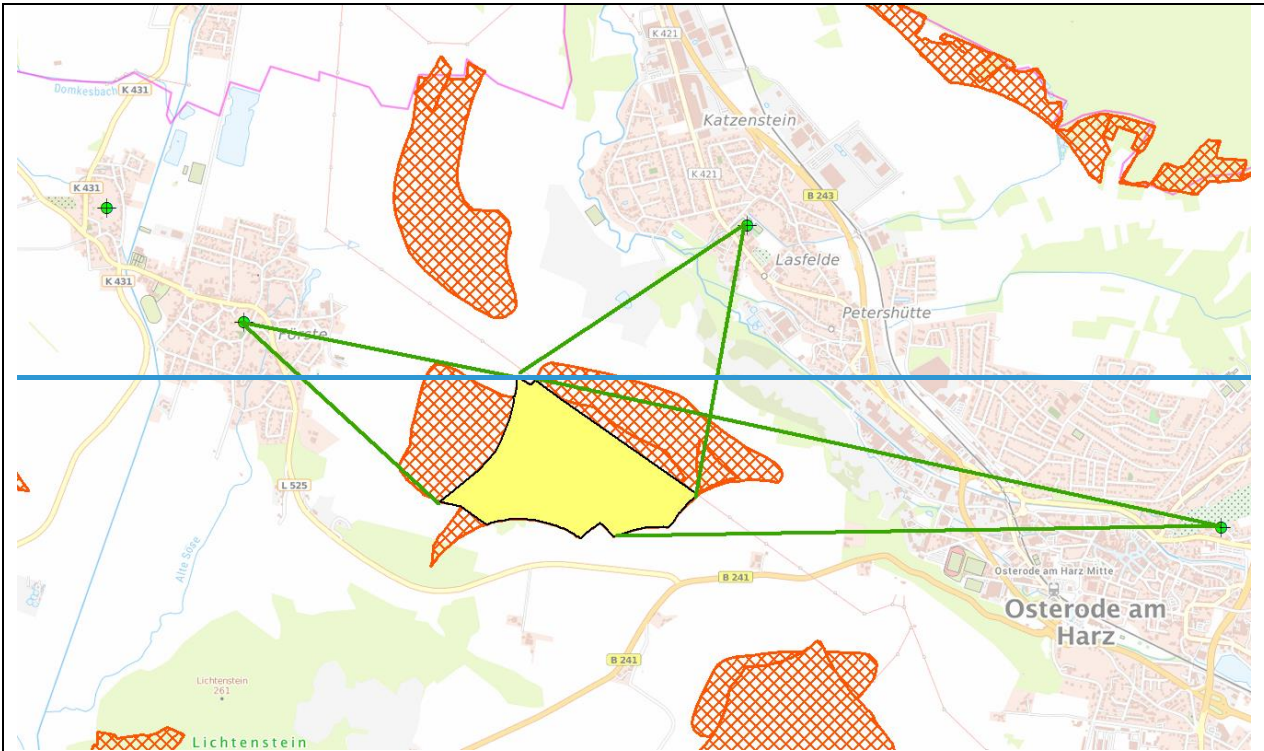 K 421
Domkesbach
K 431
Katzenstein
K 421
K 431
B 243
Lasfelde
K 431
Petershütte
Förste
L 525
Alte Söse
B 241
Osterode am Harz Mitte
Osterode am
Harz
B 241
Lichtenstein
261
Lichtenstein